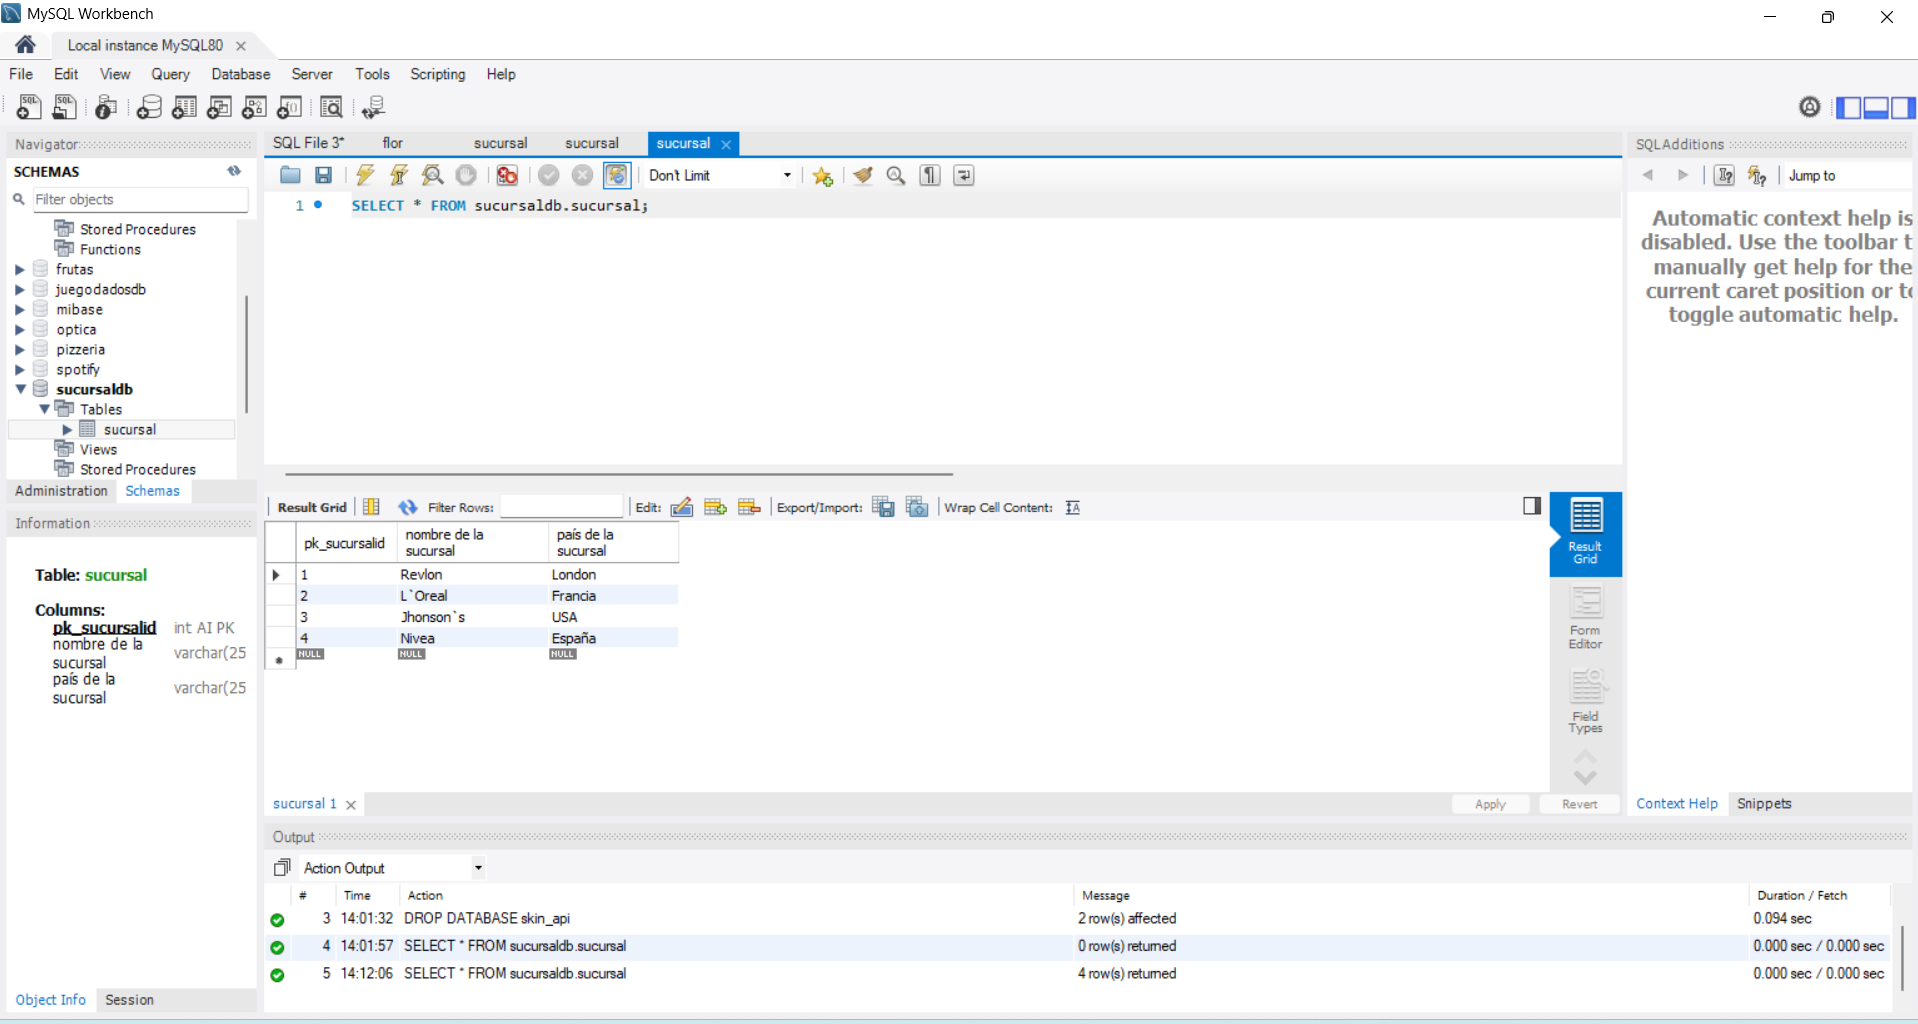 MySQL Workbench
Local instance MySQL80
File Edit View Query Database Server Tools Scripting Help
Navigator
SCHEMAS
Filter objects
Stored Procedures
Functions
frutas
juegodadosdb
mibase
optica
pizzeria
spotify
sucursaldb
Tables
sucursal
Views
Stored Procedures
Administration Schemas
Information
Table: sucursal
Columns:
pk_sucursalid int AI PK
nombre de la
sucursal varchar(25
país de la
sucursal varchar(25
Object Info Session
SQL File 3* flor sucursal sucursal sucursal
Don't Limit
1 SELECT * FROM sucursaldb.sucursal;
Result Grid Filter Rows: Edit: Export/Import: Wrap Cell Content:
pk_sucursalid nombre de la sucursal país de la sucursal
1 Revlon London
2 L`Oreal Francia
3 Jhonson`s USA
4 Nivea España
NULL NULL NULL
Result
Grid
Form
Editor
Field
Types
sucursal 1 Apply Revert
SQLAdditions
Jump to
Automatic context help is
disabled. Use the toolbar t
manually get help for the
current caret position or to
toggle automatic help.
Context Help Snippets
Output
Action Output
# Time Action Message Duration / Fetch
3 14:01:32 DROP DATABASE skin_api 2 row(s) affected 0.094 sec
4 14:01:57 SELECT * FROM sucursaldb.sucursal 0 row(s) returned 0.000 sec / 0.000 sec
5 14:12:06 SELECT * FROM sucursaldb.sucursal 4 row(s) returned 0.000 sec / 0.000 sec